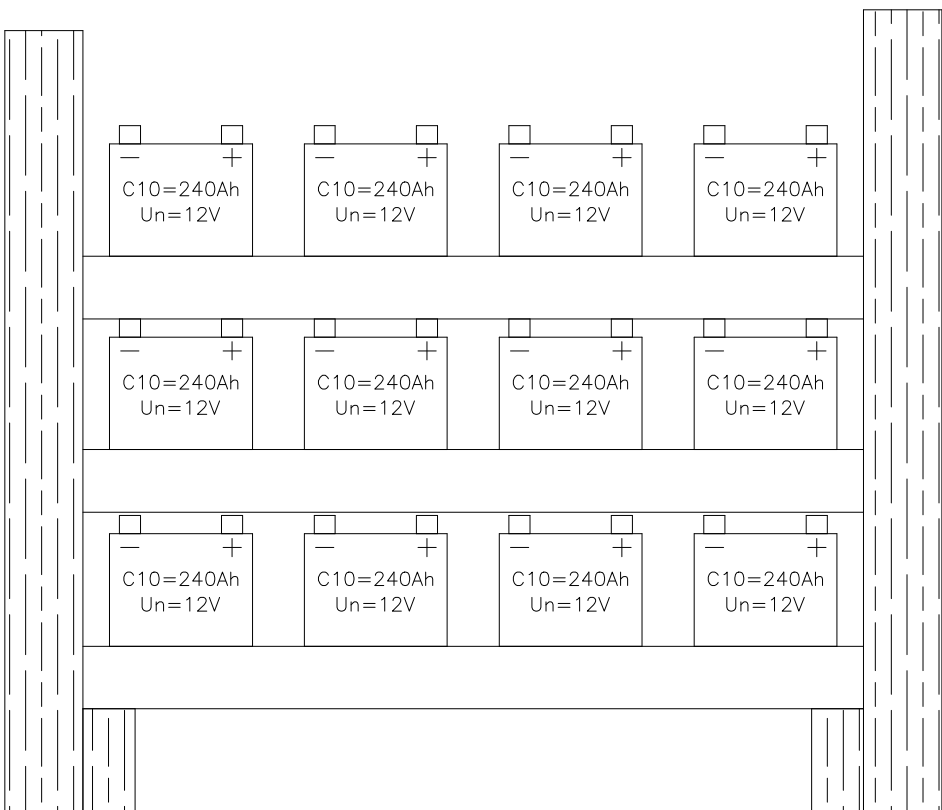 − + − + − + − +
C10=240Ah C10=240Ah C10=240Ah C10=240Ah
Un=12V Un=12V Un=12V Un=12V
− + − + − + − +
C10=240Ah C10=240Ah C10=240Ah C10=240Ah
Un=12V Un=12V Un=12V Un=12V
− + − + − + − +
C10=240Ah C10=240Ah C10=240Ah C10=240Ah
Un=12V Un=12V Un=12V Un=12V